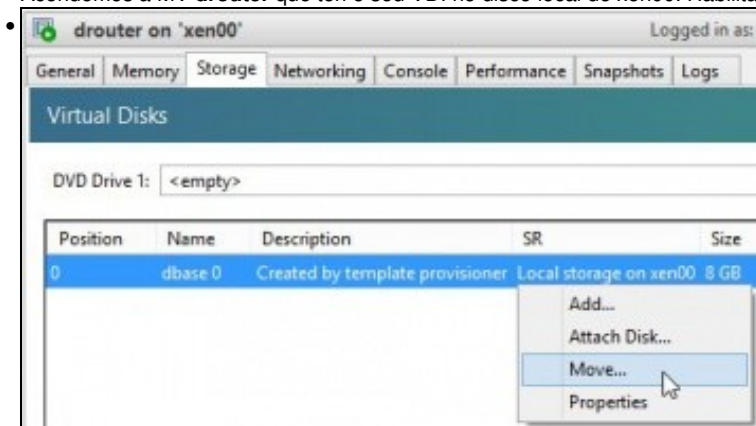 drouter on 'xen00' Logged in as:
General Memory Storage Networking Console Performance Snapshots Logs
Virtual Disks
DVD Drive 1: <empty>
Position Name Description SR Size
0 dbase 0 Created by template provisioner Local storage on xen00 8 GB
Add...
Attach Disk...
Move...
Properties